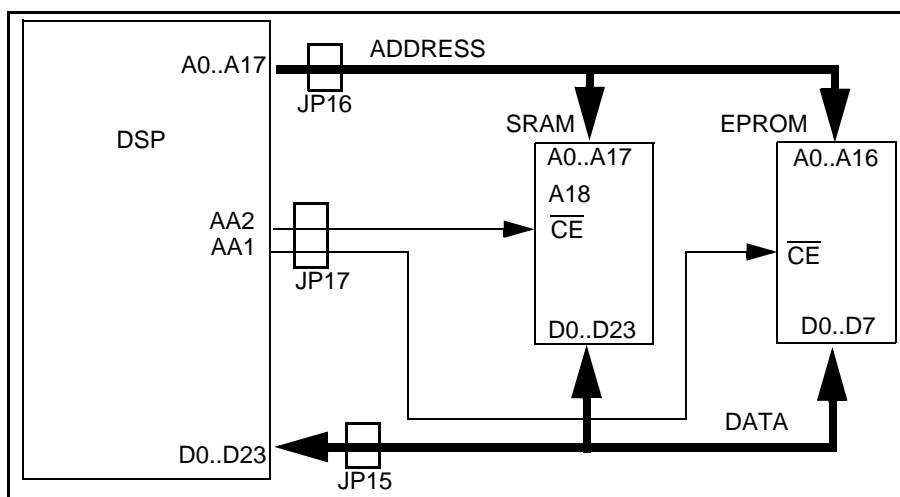 ADDRESS
A0..A17
JP16
SRAM
EPROM
DSP
A0..A17
A0..A16
A18
AA2
CE
AA1
CE
JP17
D0..D23
D0..D7
DATA
D0..D23
JP15